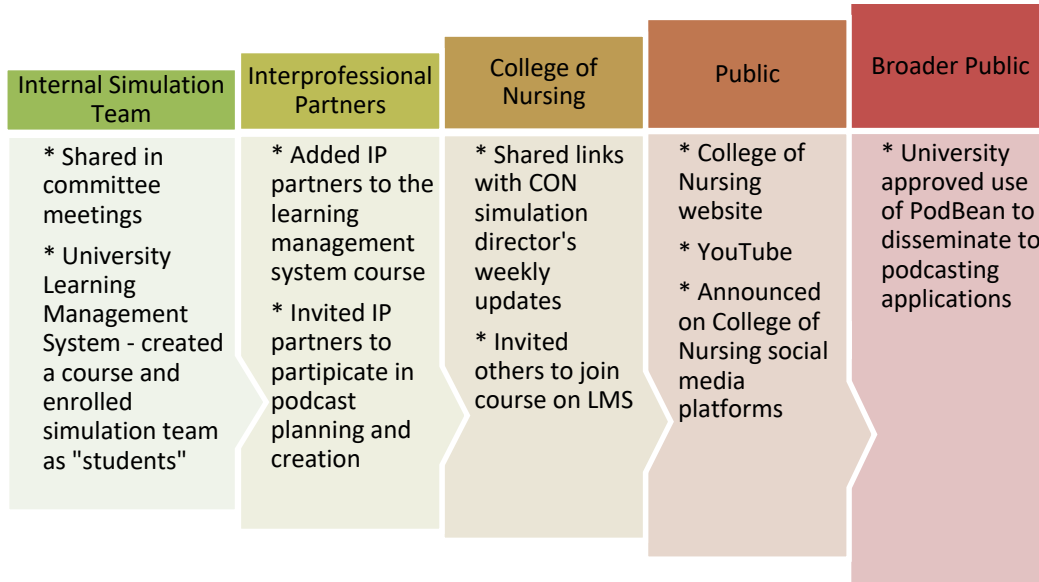 Internal Simulation
Team
* Shared in
committee
meetings
* University
Learning
Management
System - created
a course and
enrolled
simulation team
as "students"
Interprofessional
Partners
* Added IP
partners to the
learning
management
system course
* Invited IP
partners to
partipicate in
podcast
planning and
creation
College of
Nursing
* Shared links
with CON
simulation
director's
weekly
updates
* Invited
others to join
course on LMS
Public
* College of
Nursing
website
* YouTube
* Announced
on College of
Nursing social
media
platforms
Broader Public
* University
approved use
of PodBean to
disseminate to
podcasting
applications